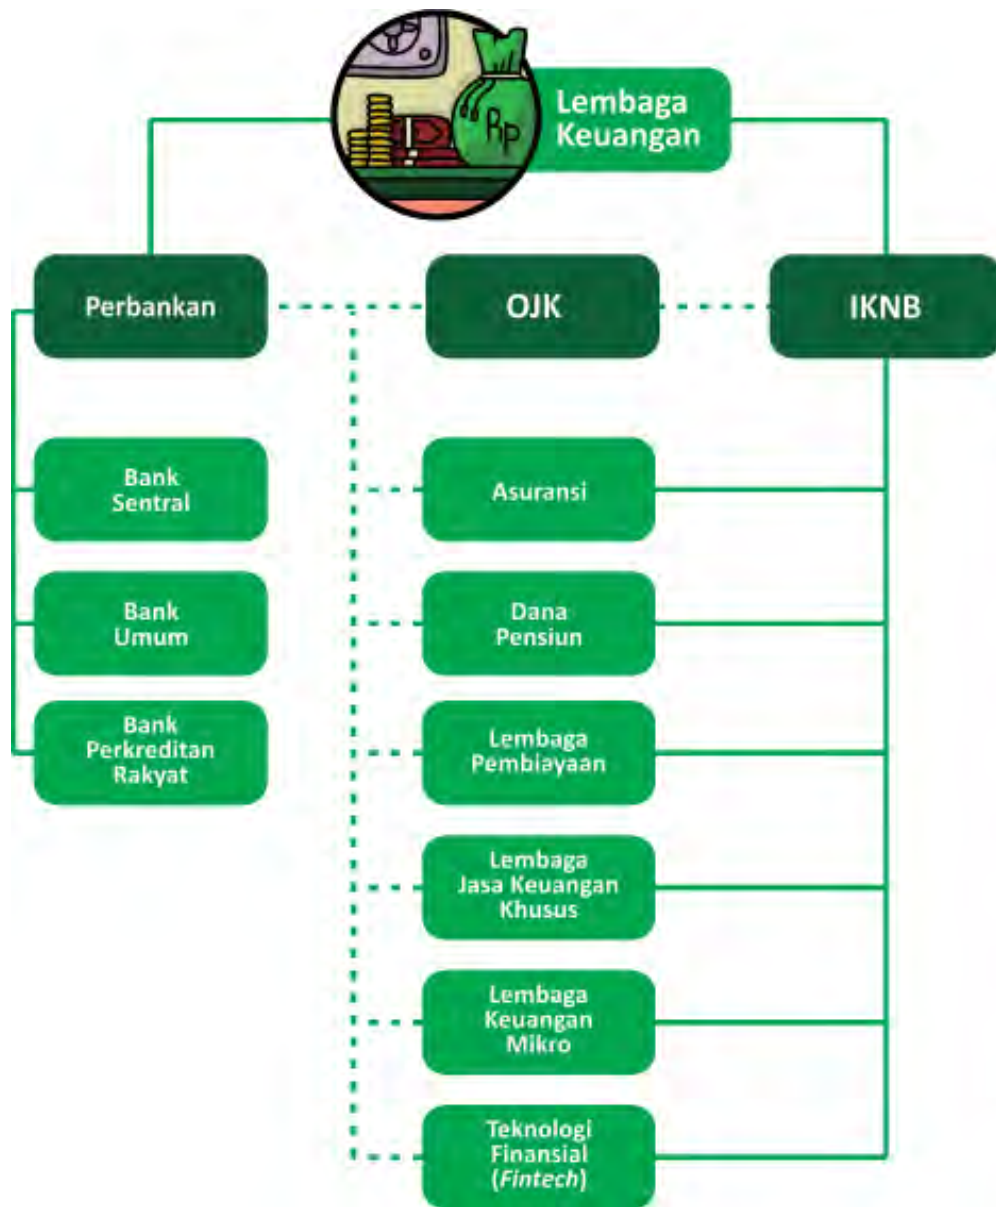 Rp
Lembaga
Keuangan
Perbankan
OJK
IKNB
Bank
Sentral
Bank
Umum
Bank
Perkreditan
Rakyat
Asuransi
Dana
Pensiun
Lembaga
Pembiayaan
Lembaga
Jasa Keuangan
Khusus
Lembaga
Keuangan
Mikro
Teknologi
Finansial
(Fintech)